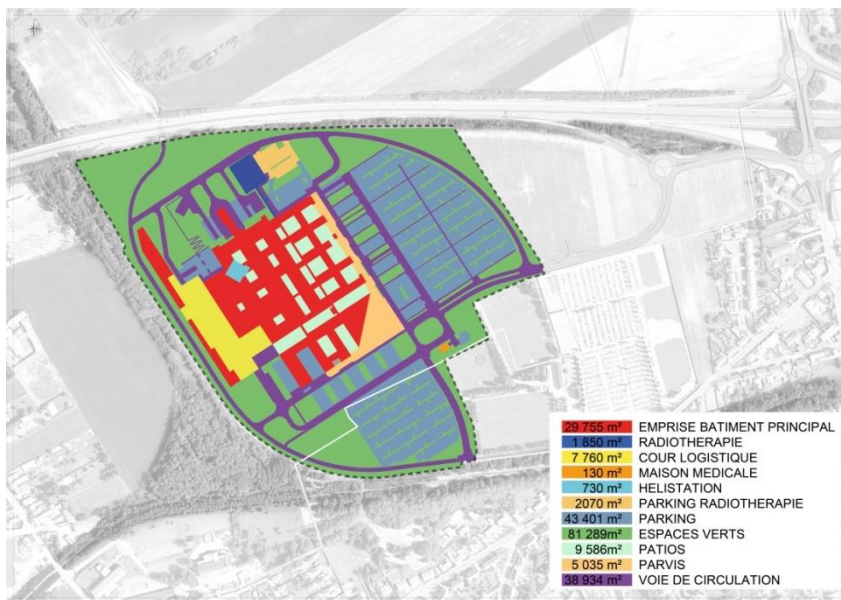 29 755 m² EMPRISE BATIMENT PRINCIPAL
1 850 m² RADIOTHERAPIE
7 760 m² COUR LOGISTIQUE
130 m² MAISON MEDICALE
730 m² HELISTATION
2070 m² PARKING RADIOTHERAPIE
43 401 m² PARKING
81 289m² ESPACES VERTS
9 586m² PATIOS
5 035 m² PARVIS
38 934 m² VOIE DE CIRCULATION